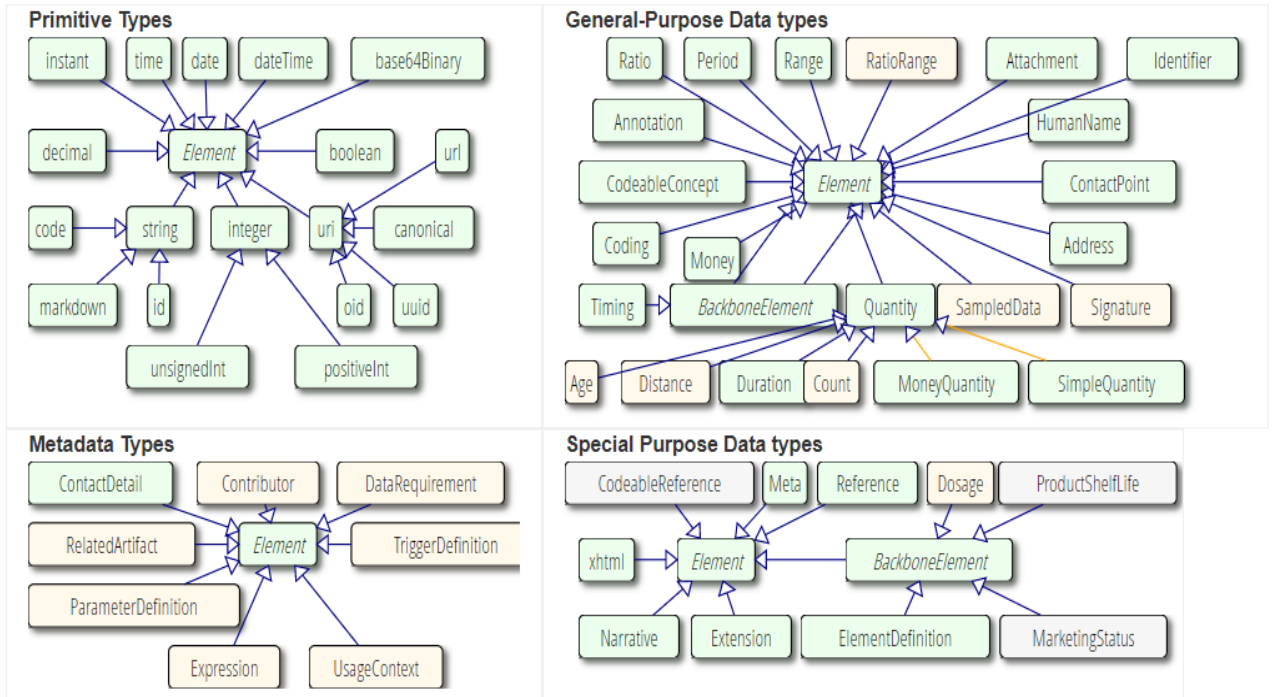 Primitive Types
instant time date dateTime base64Binary
decimal Element boolean url
code string integer uri canonical
markdown id oid uuid
unsignedInt positiveInt
General-Purpose Data types
Ratio Period Range RatioRange Attachment Identifier
Annotation HumanName
CodeableConcept Element ContactPoint
Coding Money Address
Timing BackboneElement Quantity SampledData Signature
Age Distance Duration Count MoneyQuantity SimpleQuantity
Metadata Types
ContactDetail Contributor DataRequirement
RelatedArtifact Element TriggerDefinition
ParameterDefinition
Expression UsageContext
Special Purpose Data types
CodeableReference Meta Reference Dosage ProductShelfLife
xhtml Element BackboneElement
Narrative Extension ElementDefinition MarketingStatus